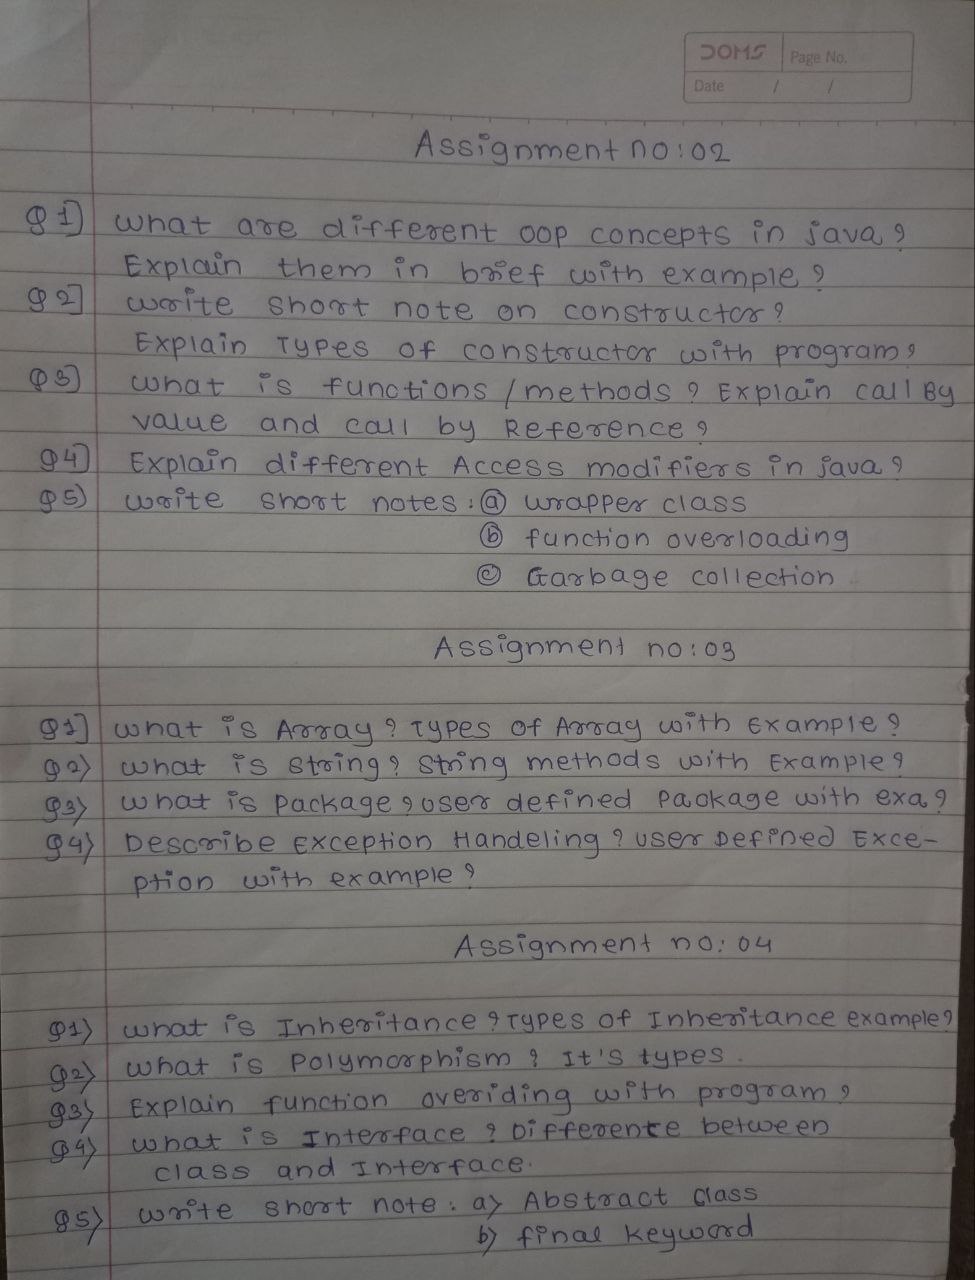 DOMS Page No.
Date / /
Assignment no:02
Q1] What are different OOP concepts in java?
Explain them in brief with example?
Q2] write short note on constructor?
Explain Types of constructor with program?
Q3] what is functions / methods? Explain call By
value and call by Reference?
Q4] Explain different Access modifiers in java?
Q5) write short notes: (a) wrapper class
(b) function overloading
(c) Garbage collection
Assignment no:03
Q1] What is Array? Types of Array with Example?
Q2) what is string? string methods with Example?
Q3) what is package? user defined package with exa?
Q4) Describe Exception Handeling? user Defined Exce-
ption with example?
Assignment no: 04
Q1) what is Inheritance? Types of Inheritance example?
Q2) what is Polymorphism? It's types.
Q3) Explain function overiding with program?
Q4) what is Interface? Difference between
class and Interface.
Q5) write short note: a) Abstract class
b) final keyword